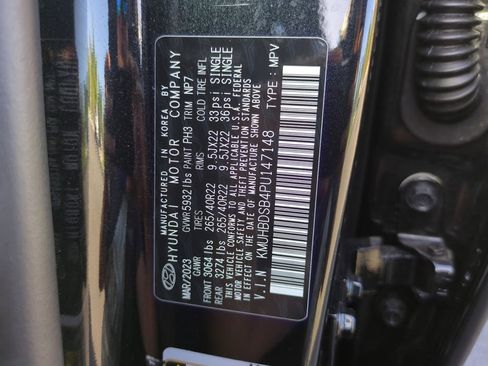 MANUFACTURED IN KOREA BY
HYUNDAI MOTOR COMPANY
MAR/2023 GVWR 5932 lbs PAINT PH3 TRIM NP7
GAWR TIRES RIMS COLD TIRE INFL
FRONT 3064 lbs 265/40R22 9.5JX22 33psi SINGLE
REAR 3274 lbs 265/40R22 9.5JX22 36psi SINGLE
THIS VEHICLE CONFORMS TO ALL APPLICABLE U.S.A. FEDERAL
MOTOR VEHICLE SAFETY AND THEFT PREVENTION STANDARDS IN
EFFECT ON THE DATE OF MANUFACTURE SHOWN ABOVE.
V.I.N KMUHBDSB4PU147148 TYPE : MPV